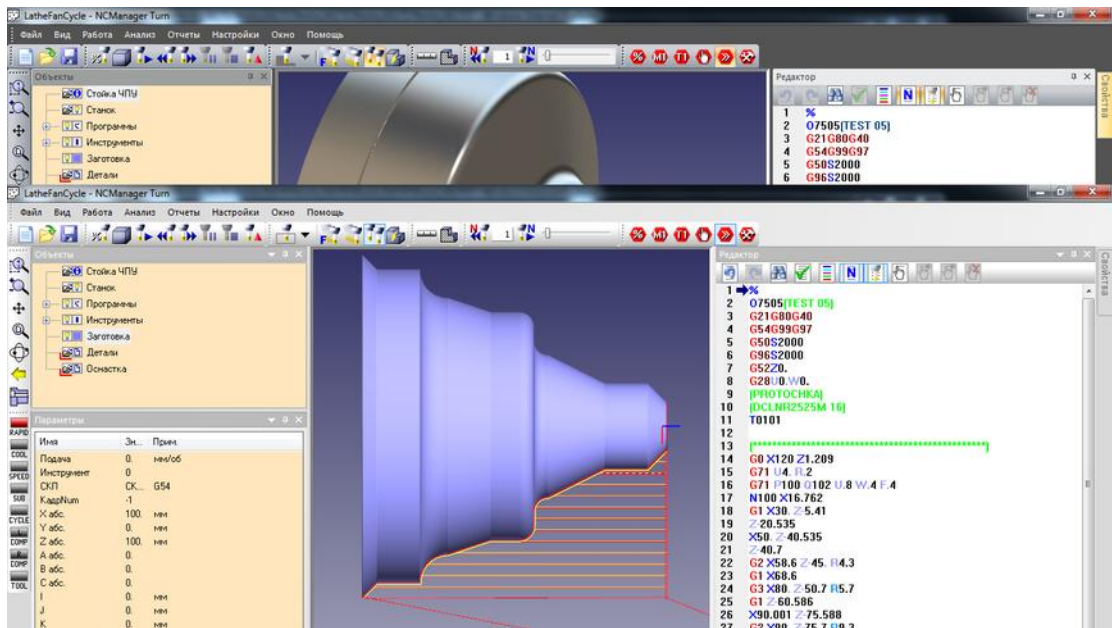 LatheFanCycle - NCManager Turn
Файл Вид Работа Анализ Отчеты Настройки Окно Помощь
1
Объекты
Стойка ЧПУ
Станок
Программы
Инструменты
Заготовка
Детали
Редактор
Свойства
1 %
2 O7505(TEST 05)
3 G21G80G40
4 G54G99G97
5 G50S2000
6 G96S2000
LatheFanCycle - NCManager Turn
Файл Вид Работа Анализ Отчеты Настройки Окно Помощь
1
Объекты
Стойка ЧПУ
Станок
Программы
Инструменты
Заготовка
Детали
Оснастка
RAPID
COOL
SPEED
SUB
CYCLE
COMP
COMP
TOOL
Параметры
Имя Зн... Прим.
Подача 0. мм/об
Инструмент 0
СКП СК... G54
КадрNum -1
X абс. 100. мм
Y абс. 0. мм
Z абс. 100. мм
A абс. 0.
B абс. 0.
C абс. 0.
I 0. мм
J 0. мм
K 0. мм
Редактор
Свойства
1 %
2 O7505(TEST 05)
3 G21G80G40
4 G54G99G97
5 G50S2000
6 G96S2000
7 G52Z0.
8 G28U0.W0.
9 (PROTOCHKA)
10 (DCLNR2525M 16)
11 T0101
12
13
14 G0 X120 Z1.209
15 G71 U4. R.2
16 G71 P100 Q102 U.8 W.4 F.4
17 N100 X16.762
18 G1 X30. Z-5.41
19 Z-20.535
20 X50. Z-40.535
21 Z-40.7
22 G2 X58.6 Z-45. R4.3
23 G1 X68.6
24 G3 X80. Z-50.7 R5.7
25 G1 Z-60.586
26 X90.001 Z-75.588